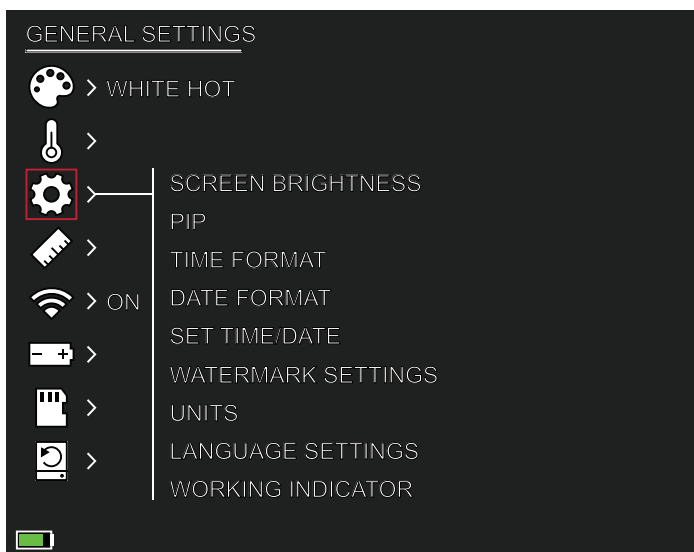 GENERAL SETTINGS
WHITE HOT
SCREEN BRIGHTNESS
PIP
TIME FORMAT
ON
DATE FORMAT
SET TIME/DATE
WATERMARK SETTINGS
UNITS
LANGUAGE SETTINGS
WORKING INDICATOR